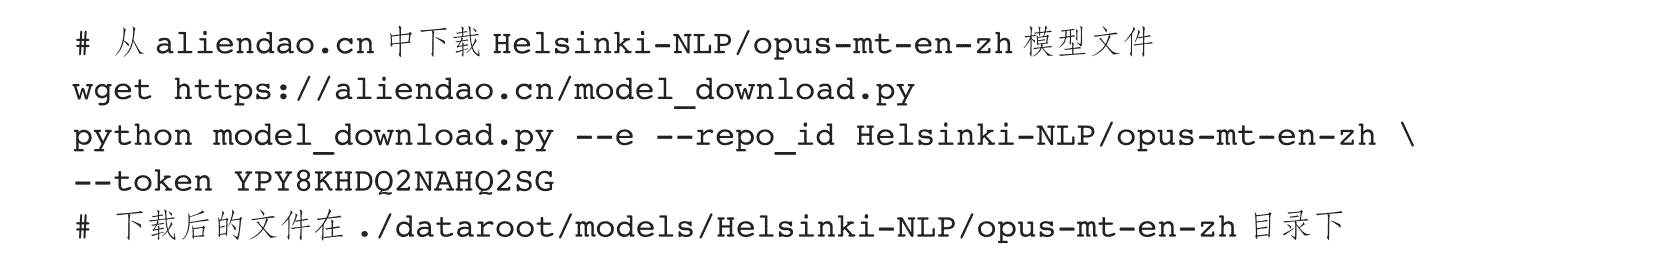 # 从 aliendao.cn 中下载 Helsinki-NLP/opus-mt-en-zh 模型文件
wget https://aliendao.cn/model_download.py
python model_download.py --e --repo_id Helsinki-NLP/opus-mt-en-zh \
--token YPY8KHDQ2NAHQ2SG
# 下载后的文件在 ./dataroot/models/Helsinki-NLP/opus-mt-en-zh 目录下